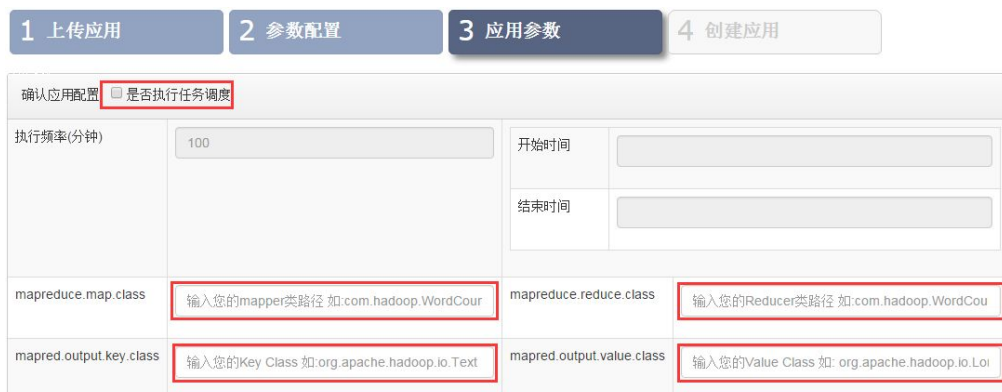 1 上传应用
2 参数配置
3 应用参数
4 创建应用
确认应用配置 是否执行任务调度
执行频率(分钟)
100
开始时间
结束时间
mapreduce.map.class
输入您的mapper类路径 如:com.hadoop.WordCour
mapreduce.reduce.class
输入您的Reducer类路径 如:com.hadoop.WordCou
mapred.output.key.class
输入您的Key Class 如:org.apache.hadoop.io.Text
mapred.output.value.class
输入您的Value Class 如: org.apache.hadoop.io.Lo